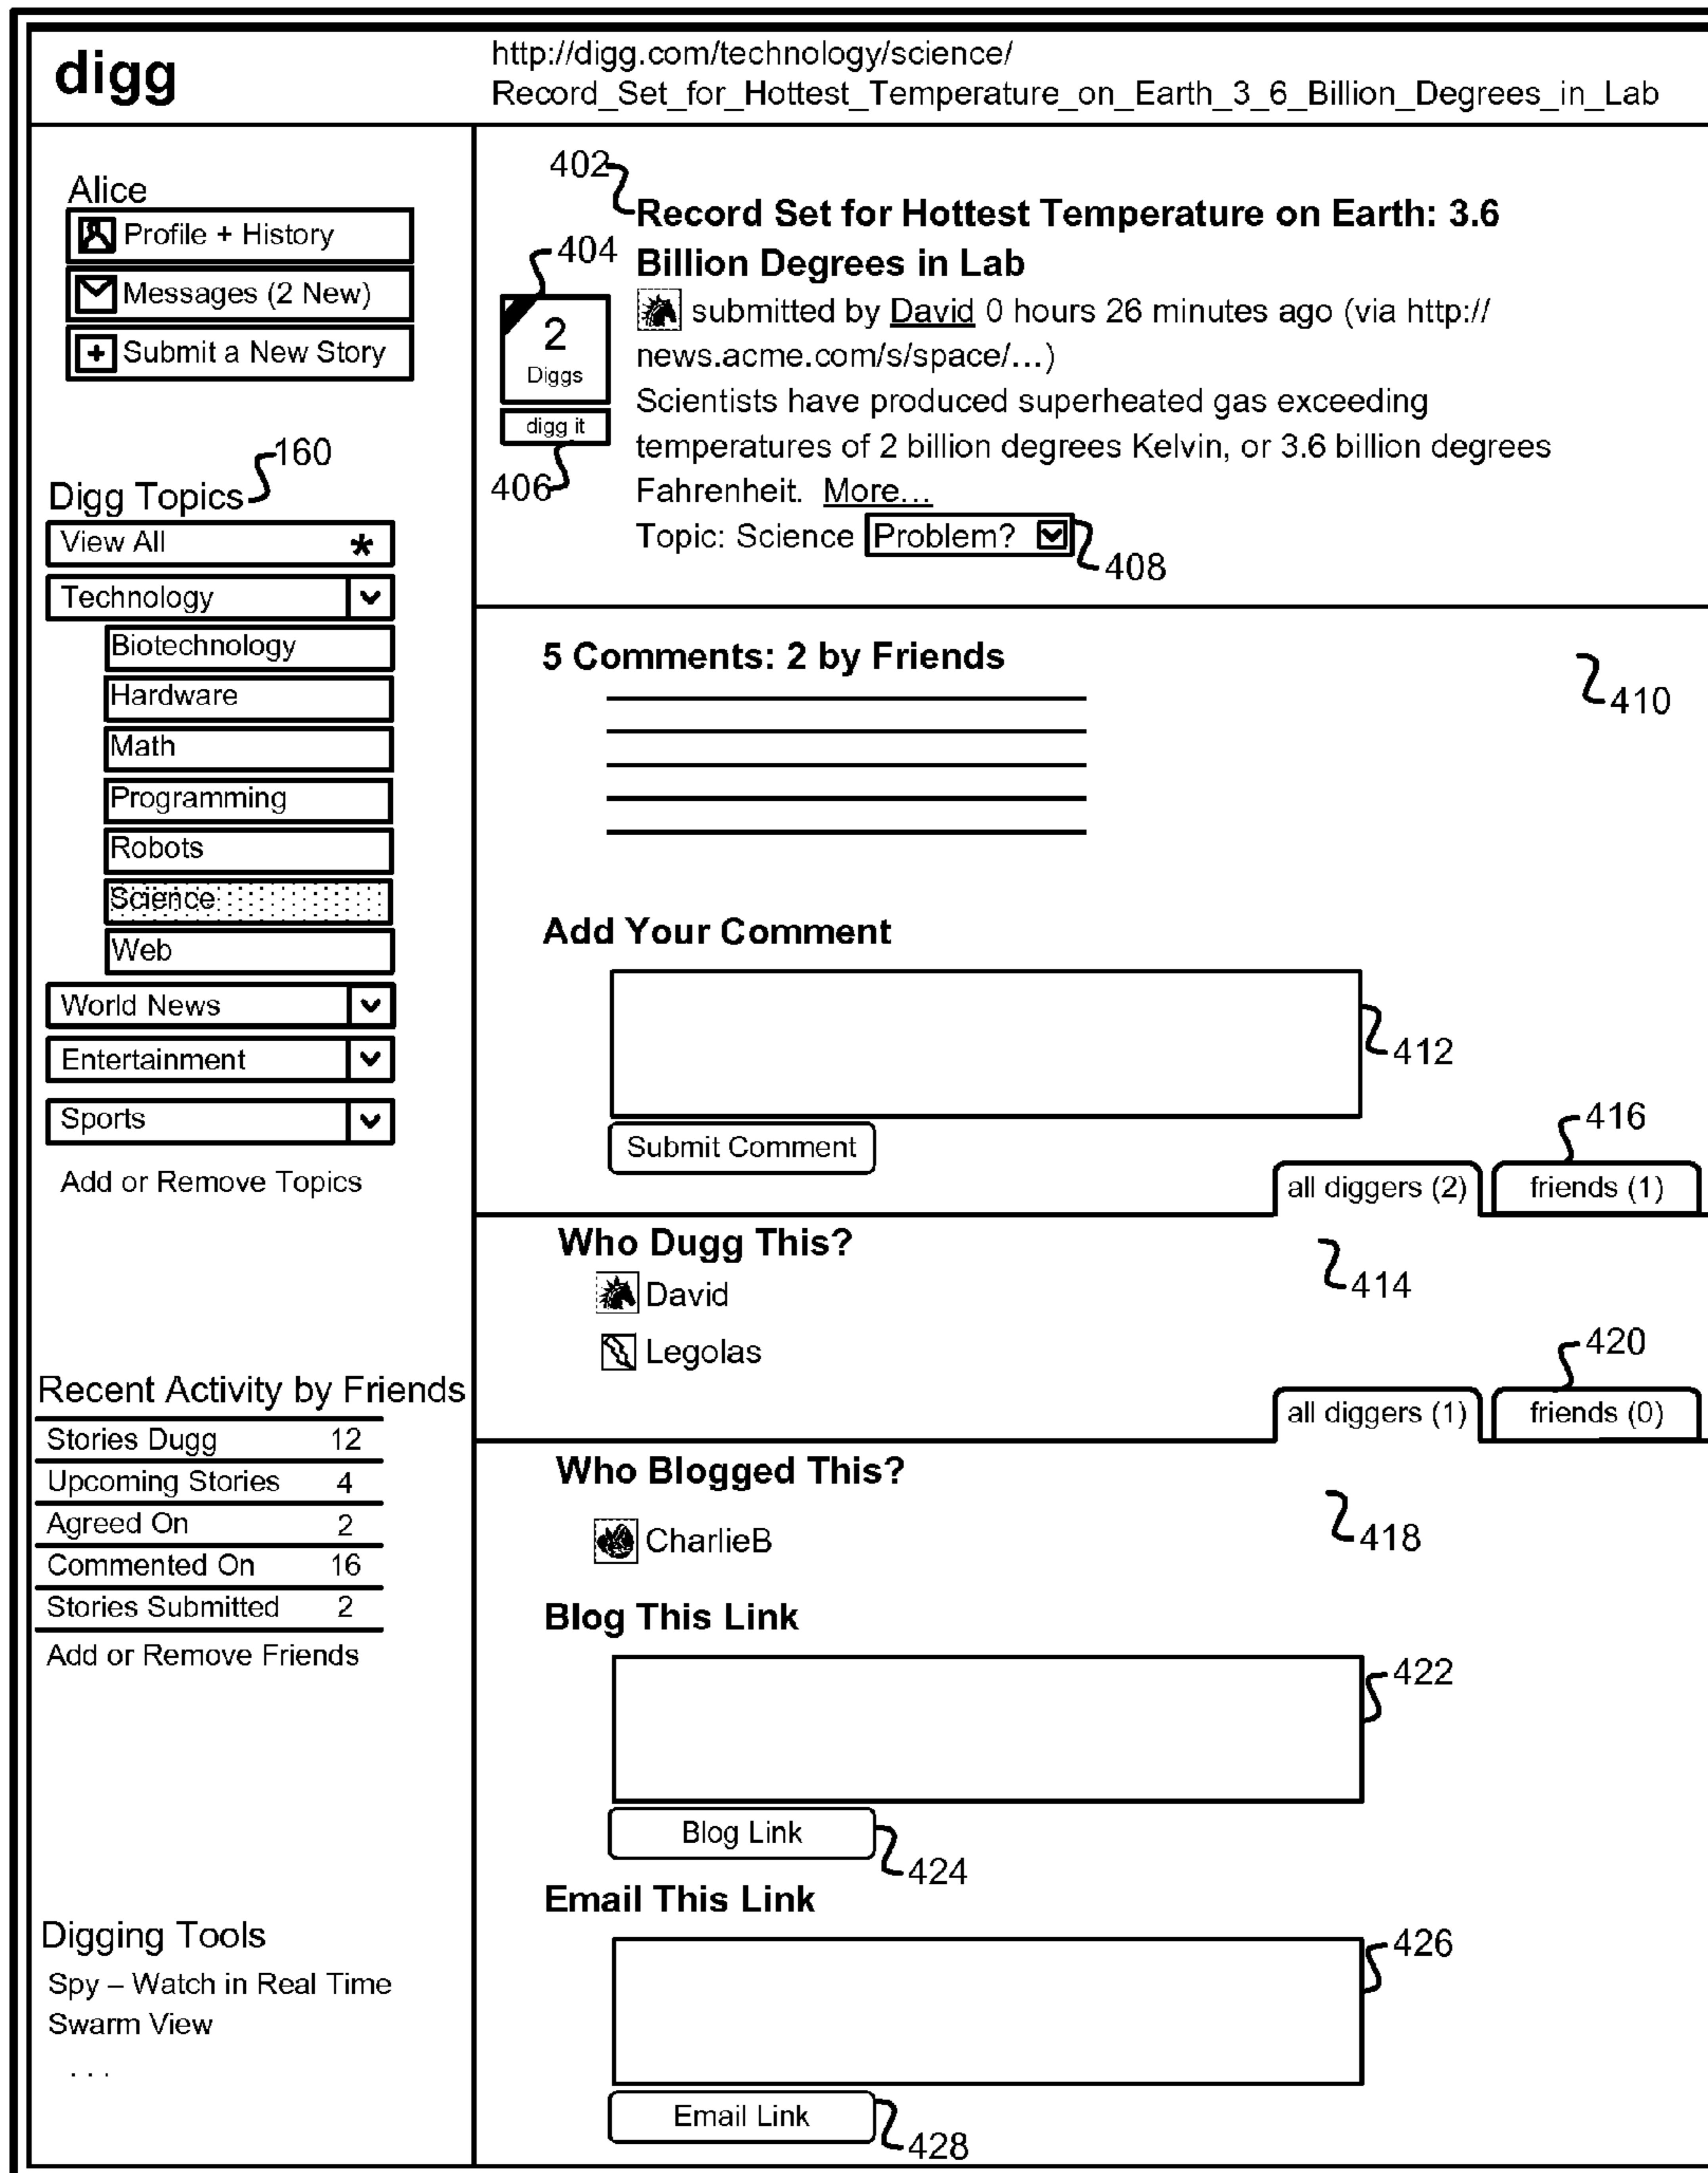 digg
http://digg.com/technology/science/
Record_Set_for_Hottest_Temperature_on_Earth_3_6_Billion_Degrees_in_Lab
Alice
Profile + History
Messages (2 New)
+ Submit a New Story
160
Digg Topics
View All *
Technology
Biotechnology
Hardware
Math
Programming
Robots
Science
Web
World News
Entertainment
Sports
Add or Remove Topics
Recent Activity by Friends
Stories Dugg 12
Upcoming Stories 4
Agreed On 2
Commented On 16
Stories Submitted 2
Add or Remove Friends
Digging Tools
Spy – Watch in Real Time
Swarm View
. . .
402
Record Set for Hottest Temperature on Earth: 3.6
Billion Degrees in Lab
404
2
Diggs
digg it
406
submitted by David 0 hours 26 minutes ago (via http://
news.acme.com/s/space/...)
Scientists have produced superheated gas exceeding
temperatures of 2 billion degrees Kelvin, or 3.6 billion degrees
Fahrenheit. More...
Topic: Science Problem?
408
5 Comments: 2 by Friends
410
Add Your Comment
412
Submit Comment
416
all diggers (2) friends (1)
Who Dugg This?
414
David
Legolas
420
all diggers (1) friends (0)
Who Blogged This?
418
CharlieB
Blog This Link
422
Blog Link
424
Email This Link
426
Email Link
428